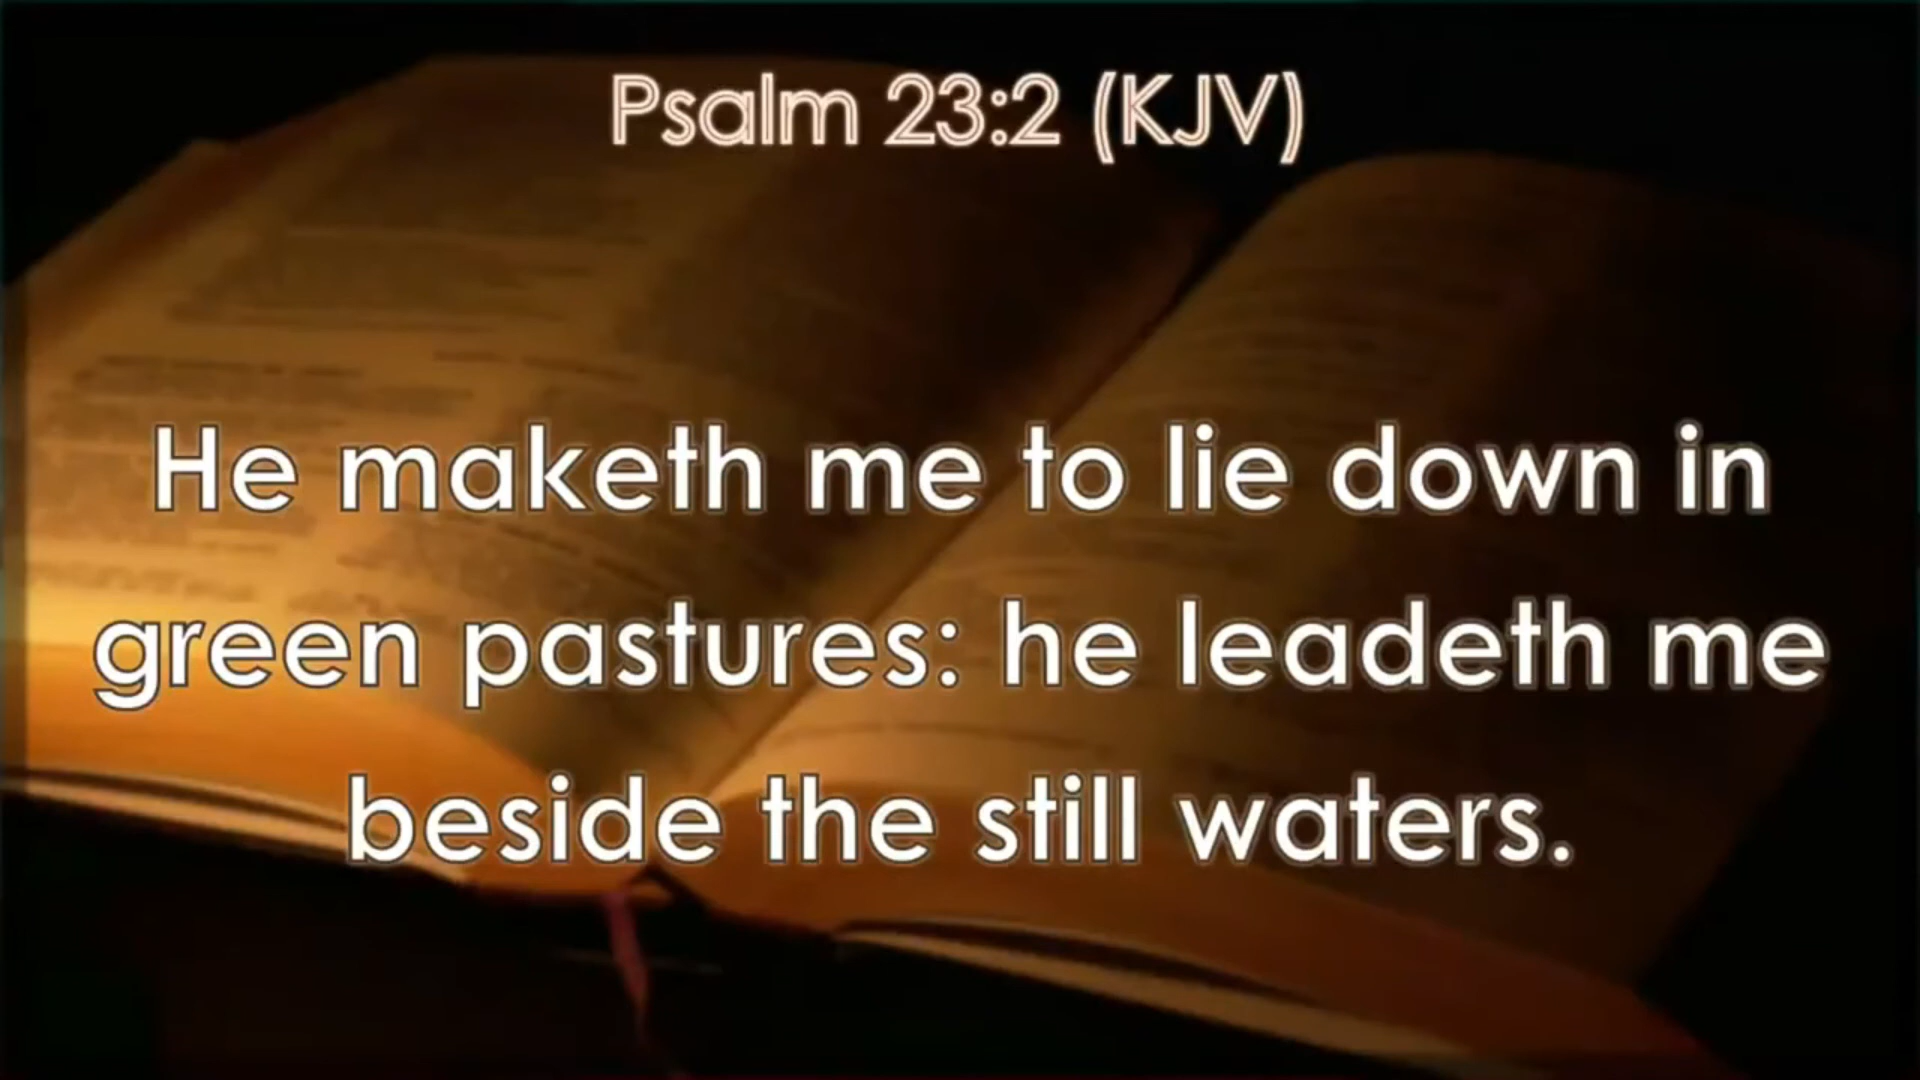 Psalm 23:2 (KJV)
He maketh me to lie down in
green pastures: he leadeth me
beside the still waters.